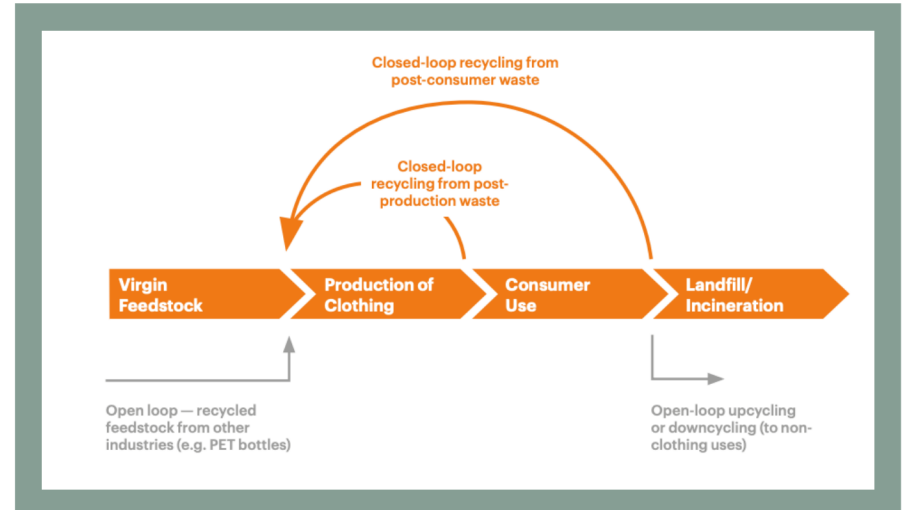 Closed-loop recycling from
post-consumer waste
Closed-loop
recycling from post-
production waste
Virgin
Feedstock
Production of
Clothing
Consumer
Use
Landfill/
Incineration
Open loop — recycled
feedstock from other
industries (e.g. PET bottles)
Open-loop upcycling
or downcycling (to non-
clothing uses)